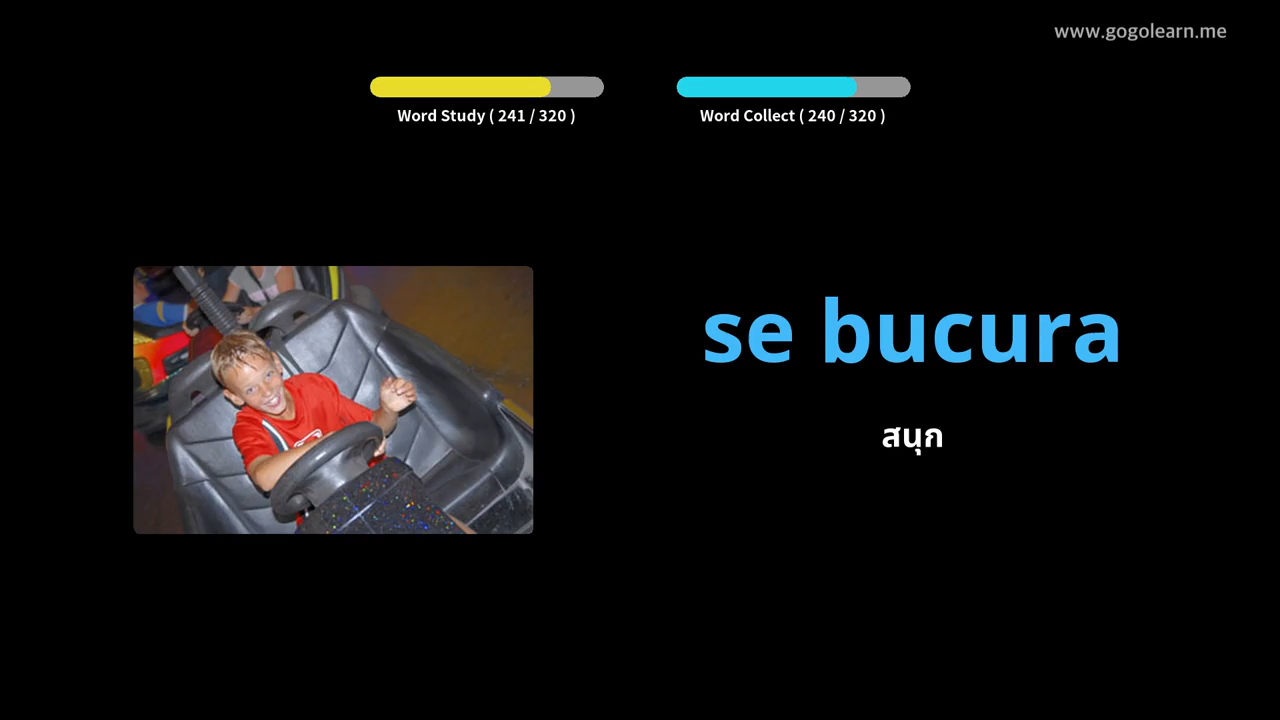 www.gogolearn.me
Word Study ( 241 / 320 )
Word Collect ( 240 / 320 )
se bucura
สนุก